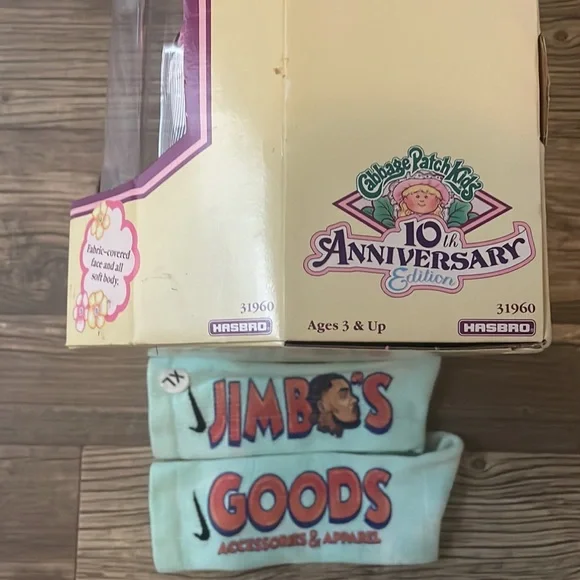 Cabbage Patch Kids
10th
ANNIVERSARY
Edition
Fabric-covered
face and all
soft body.
31960
HASBRO
Ages 3 & Up
31960
HASBRO
XL
JIMBO'S
GOODS
ACCESSORIES & APPAREL